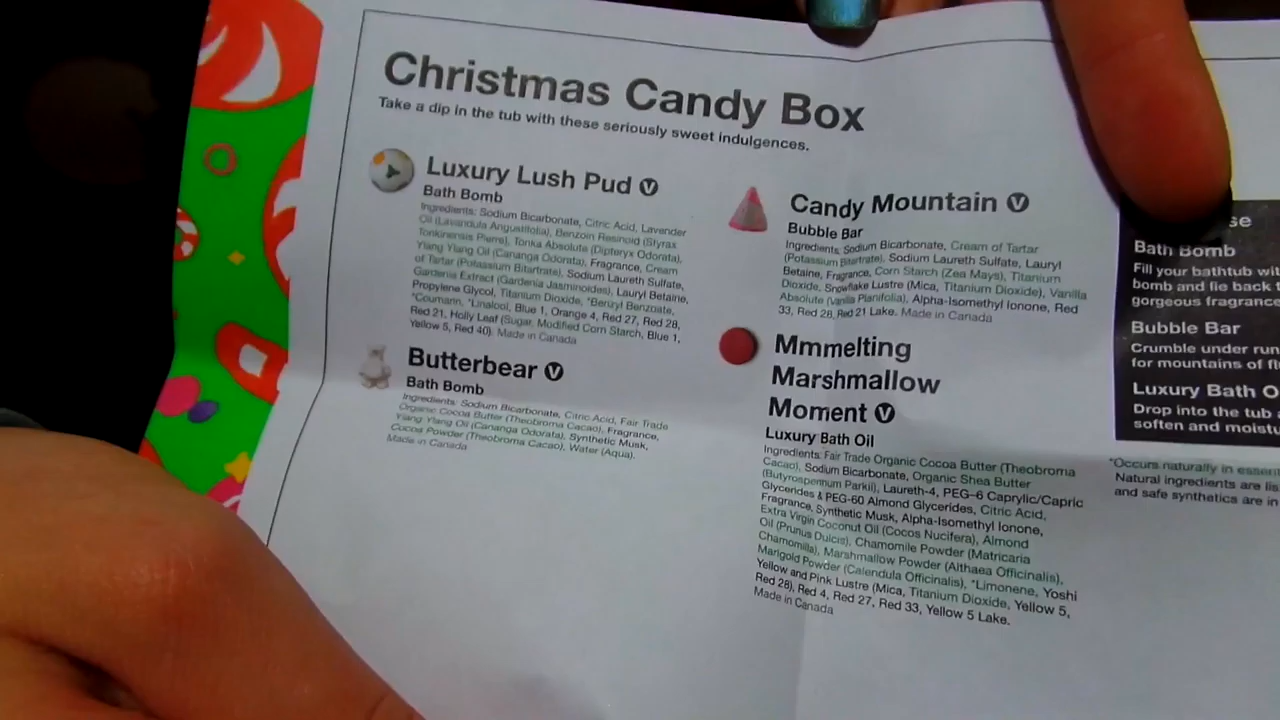 Christmas Candy Box
Take a dip in the tub with these seriously sweet indulgences.
Luxury Lush Pud V
Bath Bomb
Ingredients: Sodium Bicarbonate, Citric Acid, Lavender
Oil (Lavandula Angustifolia), Benzoin Resinoid (Styrax
Tonkinensis Pierre), Tonka Absolute (Dipteryx Odorata),
Ylang Ylang Oil (Cananga Odorata), Fragrance, Cream
of Tartar (Potassium Bitartrate), Sodium Laureth Sulfate,
Gardenia Extract (Gardenia Jasminoides), Lauryl Betaine,
Propylene Glycol, Titanium Dioxide, *Benzyl Benzoate,
*Coumarin, *Linalool, Blue 1, Orange 4, Red 27, Red 28,
Red 21, Holly Leaf (Sugar, Modified Corn Starch, Blue 1,
Yellow 5, Red 40). Made in Canada
Butterbear V
Bath Bomb
Ingredients: Sodium Bicarbonate, Citric Acid, Fair Trade
Organic Cocoa Butter (Theobroma Cacao), Fragrance,
Ylang Ylang Oil (Cananga Odorata), Synthetic Musk,
Cocoa Powder (Theobroma Cacao), Water (Aqua).
Made in Canada
Candy Mountain V
Bubble Bar
Ingredients: Sodium Bicarbonate, Cream of Tartar
(Potassium Bitartrate), Sodium Laureth Sulfate, Lauryl
Betaine, Fragrance, Corn Starch (Zea Mays), Titanium
Dioxide, Snowflake Lustre (Mica, Titanium Dioxide), Vanilla
Absolute (Vanilla Planifolia), Alpha-Isomethyl Ionone, Red
33, Red 28, Red 21 Lake. Made in Canada
Mmmelting
Marshmallow
Moment V
Luxury Bath Oil
Ingredients: Fair Trade Organic Cocoa Butter (Theobroma
Cacao), Sodium Bicarbonate, Organic Shea Butter
(Butyrospermum Parkii), Laureth-4, PEG-6 Caprylic/Capric
Glycerides & PEG-60 Almond Glycerides, Citric Acid,
Fragrance, Synthetic Musk, Alpha-Isomethyl Ionone,
Extra Virgin Coconut Oil (Cocos Nucifera), Almond
Oil (Prunus Dulcis), Chamomile Powder (Matricaria
Chamomilla), Marshmallow Powder (Althaea Officinalis),
Marigold Powder (Calendula Officinalis), *Limonene, Yoshi
Yellow and Pink Lustre (Mica, Titanium Dioxide, Yellow 5,
Red 28), Red 4, Red 27, Red 33, Yellow 5 Lake.
Made in Canada
se
Bath Bomb
Fill your bathtub wi
bomb and lie back t
gorgeous fragrance
Bubble Bar
Crumble under run
for mountains of fl
Luxury Bath O
Drop into the tub
soften and moistu
*Occurs naturally in essent
Natural ingredients are lis
and safe synthetics are in